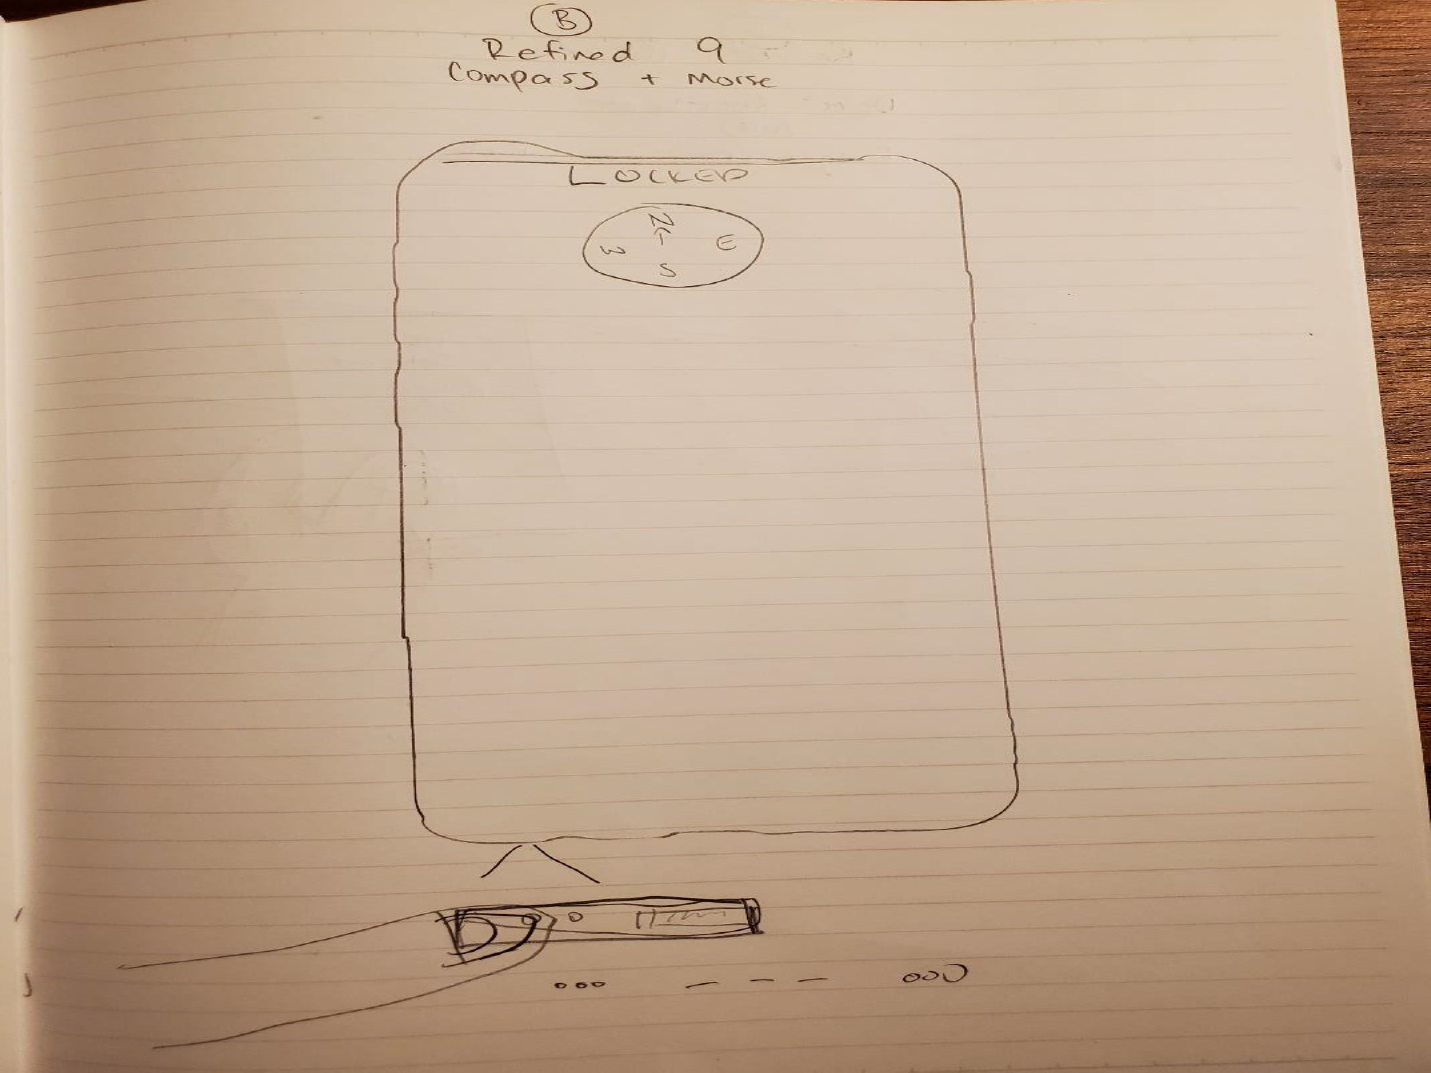 B
Refined 9
Compass + Morse
LOCKED
N
W E
S
... --- ...